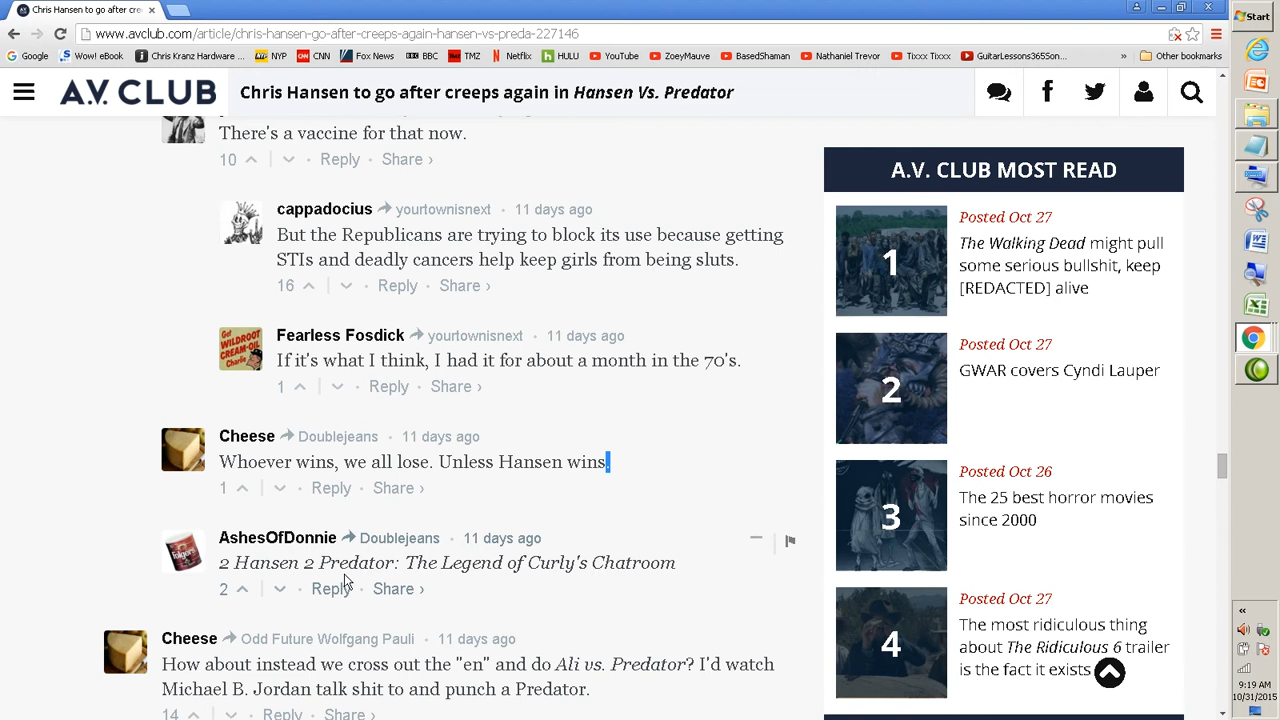 Chris Hansen to go after cre
www.avclub.com/article/chris-hansen-go-after-creeps-again-hansen-vs-preda-227146
Google
Wow! eBook
Chris Kranz Hardware
NYP
CNN
Fox News
BBC
TMZ
Netflix
HULU
YouTube
ZoeyMauve
BasedShaman
Nathaniel Trevor
Tixxx Tixxx
GuitarLessons365Son...
»
Other bookmarks
Start
A.V. CLUB
Chris Hansen to go after creeps again in Hansen Vs. Predator
There's a vaccine for that now.
10 | Reply • Share ›
cappadocius yourtownisnext • 11 days ago
But the Republicans are trying to block its use because getting
STIs and deadly cancers help keep girls from being sluts.
16 | Reply • Share ›
Fearless Fosdick yourtownisnext • 11 days ago
Get WILDROOT CREAM-OIL Charlie
If it's what I think, I had it for about a month in the 70's.
1 | Reply • Share ›
Cheese Doublejeans • 11 days ago
Whoever wins, we all lose. Unless Hansen wins.
1 | Reply • Share ›
AshesOfDonnie Doublejeans • 11 days ago
Folgers
2 Hansen 2 Predator: The Legend of Curly's Chatroom
2 | Reply • Share ›
Cheese Odd Future Wolfgang Pauli • 11 days ago
How about instead we cross out the "en" and do Ali vs. Predator? I'd watch
Michael B. Jordan talk shit to and punch a Predator.
14 | Reply • Share ›
A.V. CLUB MOST READ
1
Posted Oct 27
The Walking Dead might pull
some serious bullshit, keep
[REDACTED] alive
2
Posted Oct 27
GWAR covers Cyndi Lauper
3
Posted Oct 26
The 25 best horror movies
since 2000
4
Posted Oct 27
The most ridiculous thing
about The Ridiculous 6 trailer
is the fact it exists
9:19 AM
10/31/2015